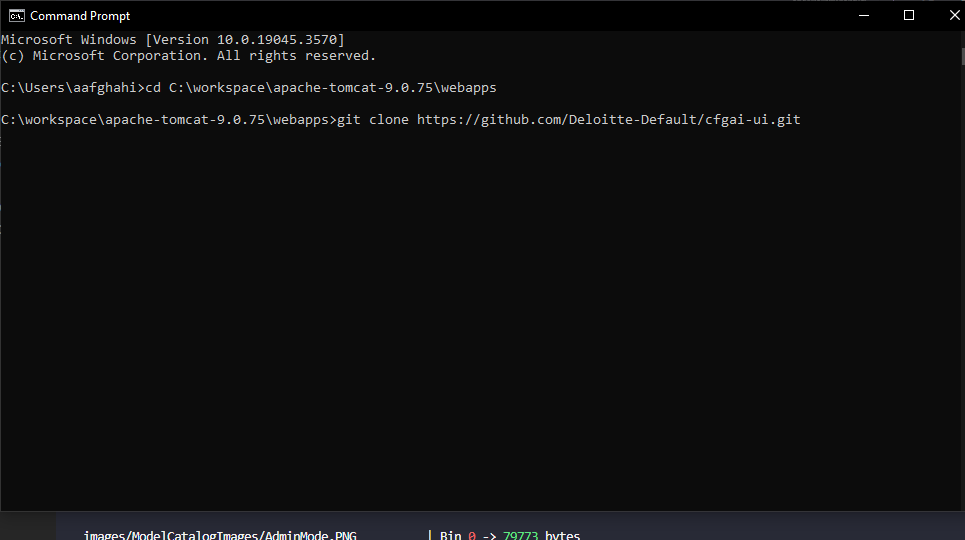 Command Prompt
Microsoft Windows [Version 10.0.19045.3570]
(c) Microsoft Corporation. All rights reserved.
C:\Users\aafghahi>cd C:\workspace\apache-tomcat-9.0.75\webapps
C:\workspace\apache-tomcat-9.0.75\webapps>git clone https://github.com/Deloitte-Default/cfgai-ui.git
images/ModelCatalogImages/AdminMode.PNG | Bin 0 -> 79773 bytes